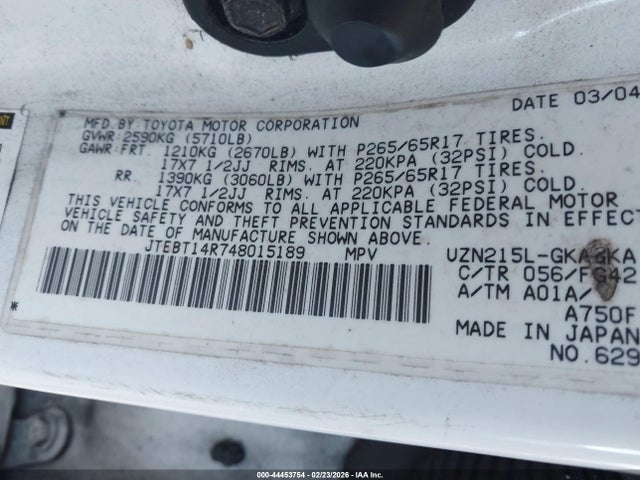 DATE 03/04
MFD BY TOYOTA MOTOR CORPORATION
GVWR: 2590KG (5710LB)
GAWR: FRT. 1210KG (2670LB) WITH P265/65R17 TIRES.
17X7 1/2JJ RIMS. AT 220KPA (32PSI) COLD.
RR. 1390KG (3060LB) WITH P265/65R17 TIRES.
17X7 1/2JJ RIMS. AT 220KPA (32PSI) COLD.
THIS VEHICLE CONFORMS TO ALL APPLICABLE FEDERAL MOTOR
VEHICLE SAFETY AND THEFT PREVENTION STANDARDS IN EFFECT
ON THE DATE OF MANUFACTURE SHOWN ABOVE.
JTEBT14R748015189 MPV
UZN215L-GKAGKA
C/TR 056/FG42
A/TM A01A/
A750F
MADE IN JAPAN
NO.629
000-44453754 | 02/23/2026 - IAA Inc.